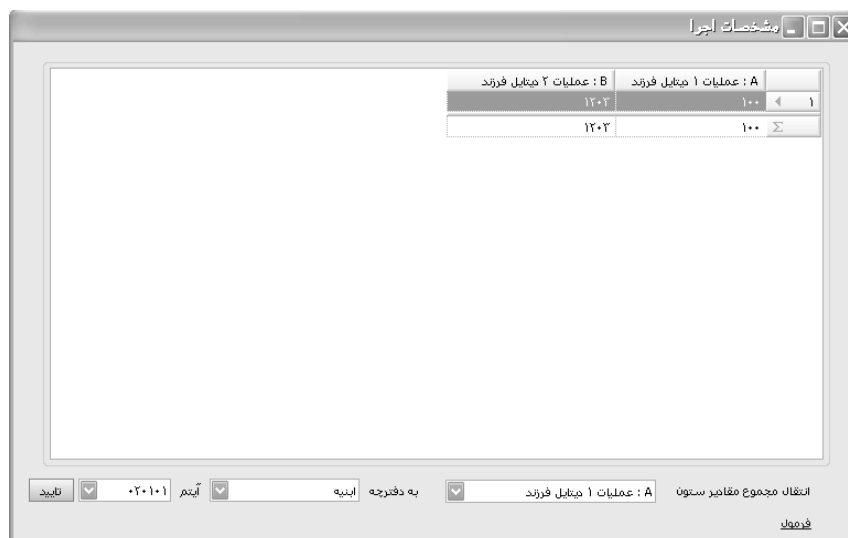 مشخصات اجرا
A : عملیات ۱ دیتایل فرزند B : عملیات ۲ دیتایل فرزند
۱ ۱۰۰ ۱۲۰۳
Σ ۱۰۰ ۱۲۰۳
انتقال مجموع مقادیر ستون A : عملیات ۱ دیتایل فرزند به دفترچه ابنیه آیتم ۰۲۰۱۰۱ تایید
فرمول